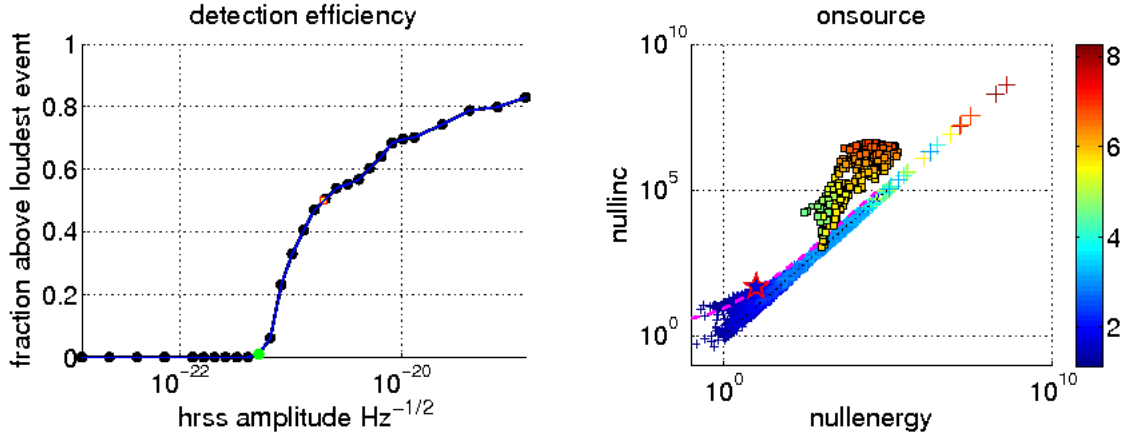 detection efficiency
fraction above loudest event
1
0.8
0.6
0.4
0.2
0
10^-22
10^-20
hrss amplitude Hz^-1/2
onsource
nullinc
10^10
10^5
10^0
10^0
10^10
nullenergy
8
6
4
2